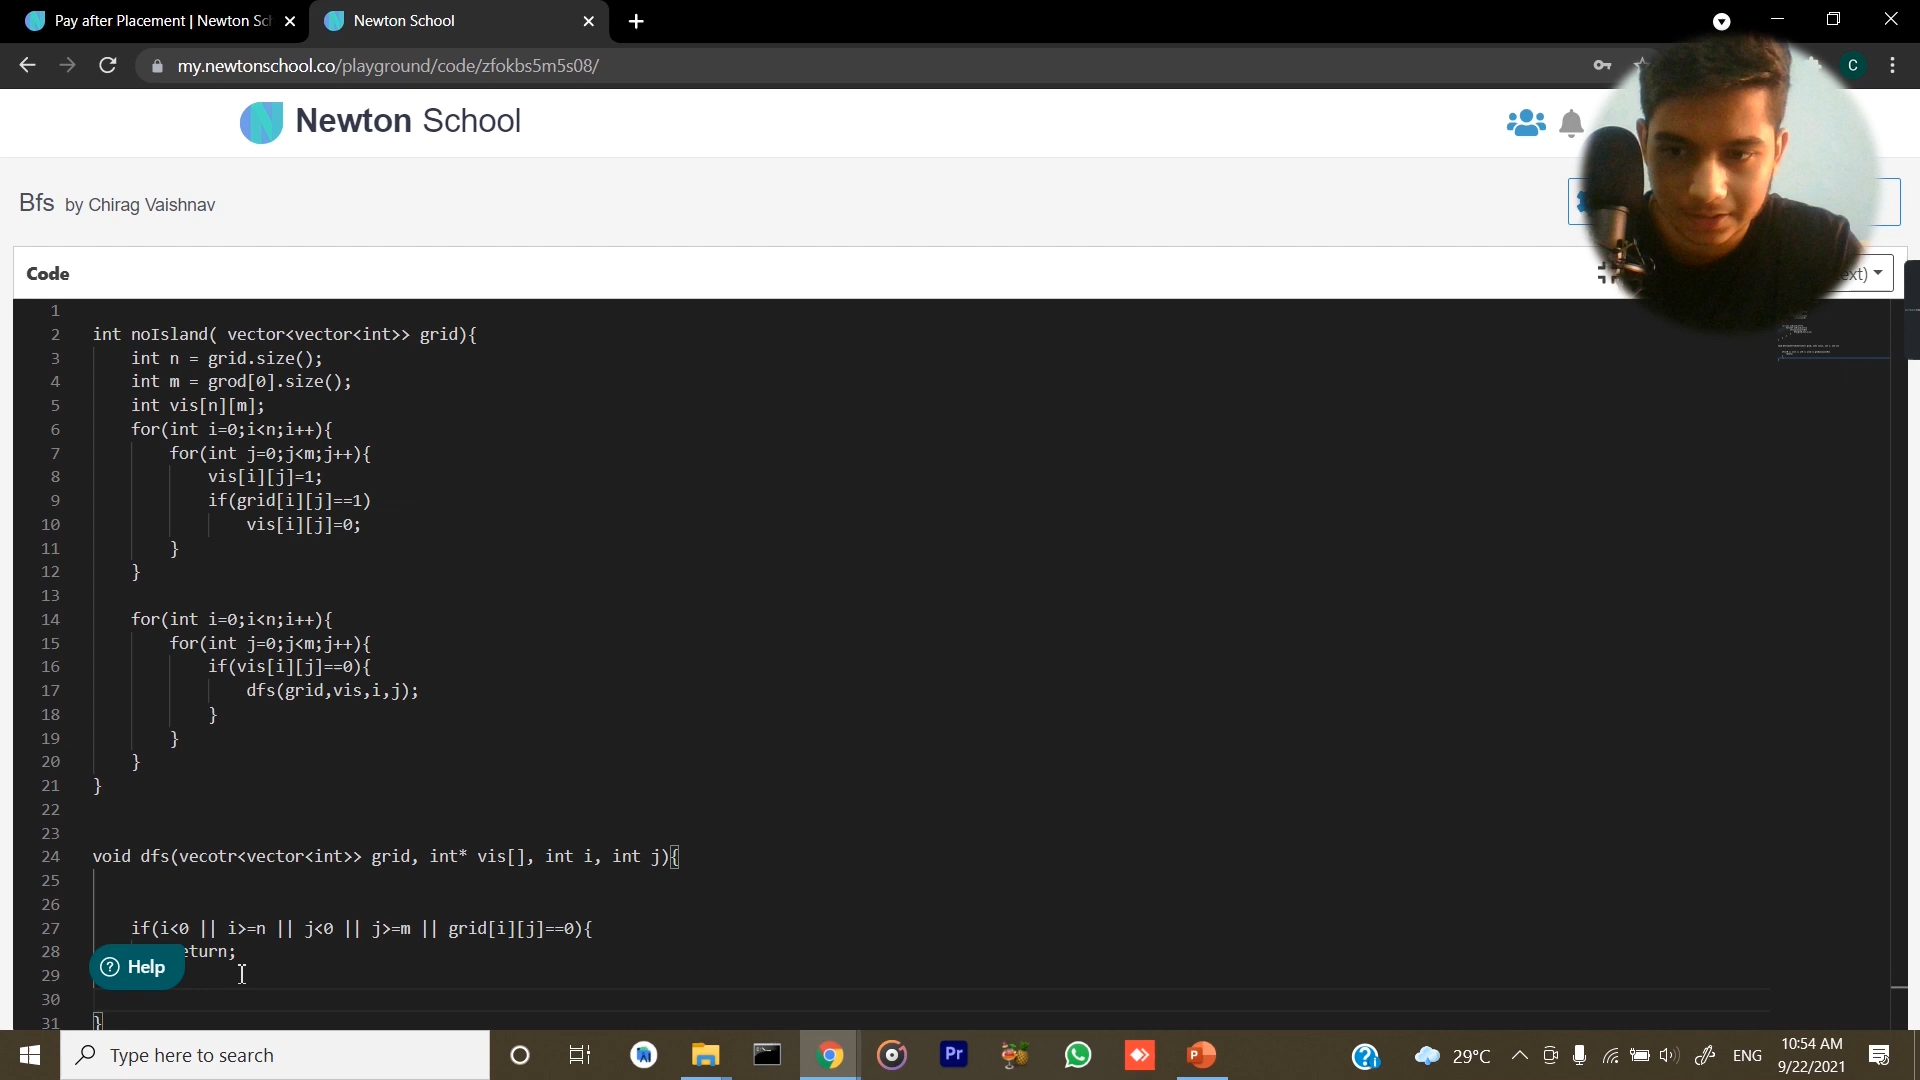 Pay after Placement | Newton Sch
Newton School
my.newtonschool.co/playground/code/zfokbs5m5s08/
C
Newton School
Bfs by Chirag Vaishnav
Code
ext)
1
2 int noIsland( vector<vector<int>> grid){
3 int n = grid.size();
4 int m = grod[0].size();
5 int vis[n][m];
6 for(int i=0;i<n;i++){
7 for(int j=0;j<m;j++){
8 vis[i][j]=1;
9 if(grid[i][j]==1)
10 vis[i][j]=0;
11 }
12 }
13
14 for(int i=0;i<n;i++){
15 for(int j=0;j<m;j++){
16 if(vis[i][j]==0){
17 dfs(grid,vis,i,j);
18 }
19 }
20 }
21 }
22
23
24 void dfs(vecotr<vector<int>> grid, int* vis[], int i, int j){
25
26
27 if(i<0 || i>=n || j<0 || j>=m || grid[i][j]==0){
28 eturn;
29
30
31 }
Help
Type here to search
Pr
29°C
ENG
10:54 AM
9/22/2021